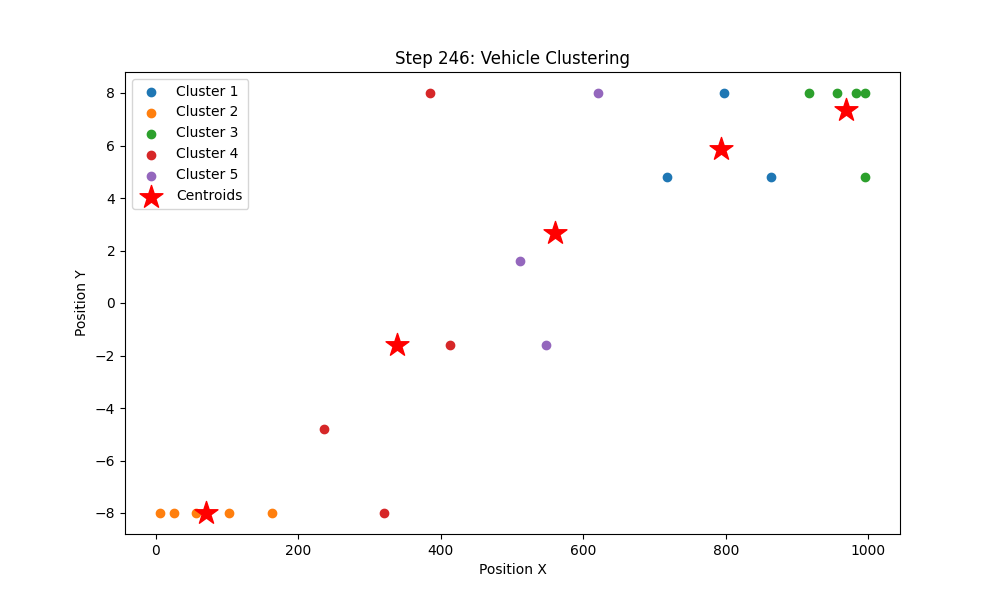 Step 246: Vehicle Clustering
Cluster 1
Cluster 2
Cluster 3
Cluster 4
Cluster 5
Centroids
8
6
4
2
0
−2
−4
−6
−8
Position Y
0 200 400 600 800 1000
Position X